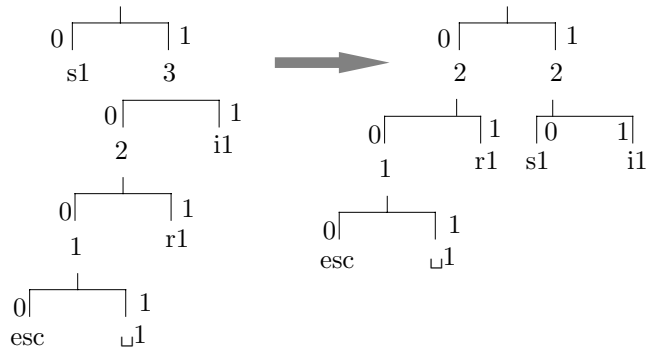 0 1 0 1
s1 3 2 2
0 1 0 1 0 1
2 i1 1 r1 s1 i1
0 1 0 1
1 r1 esc ␣1
0 1
esc ␣1